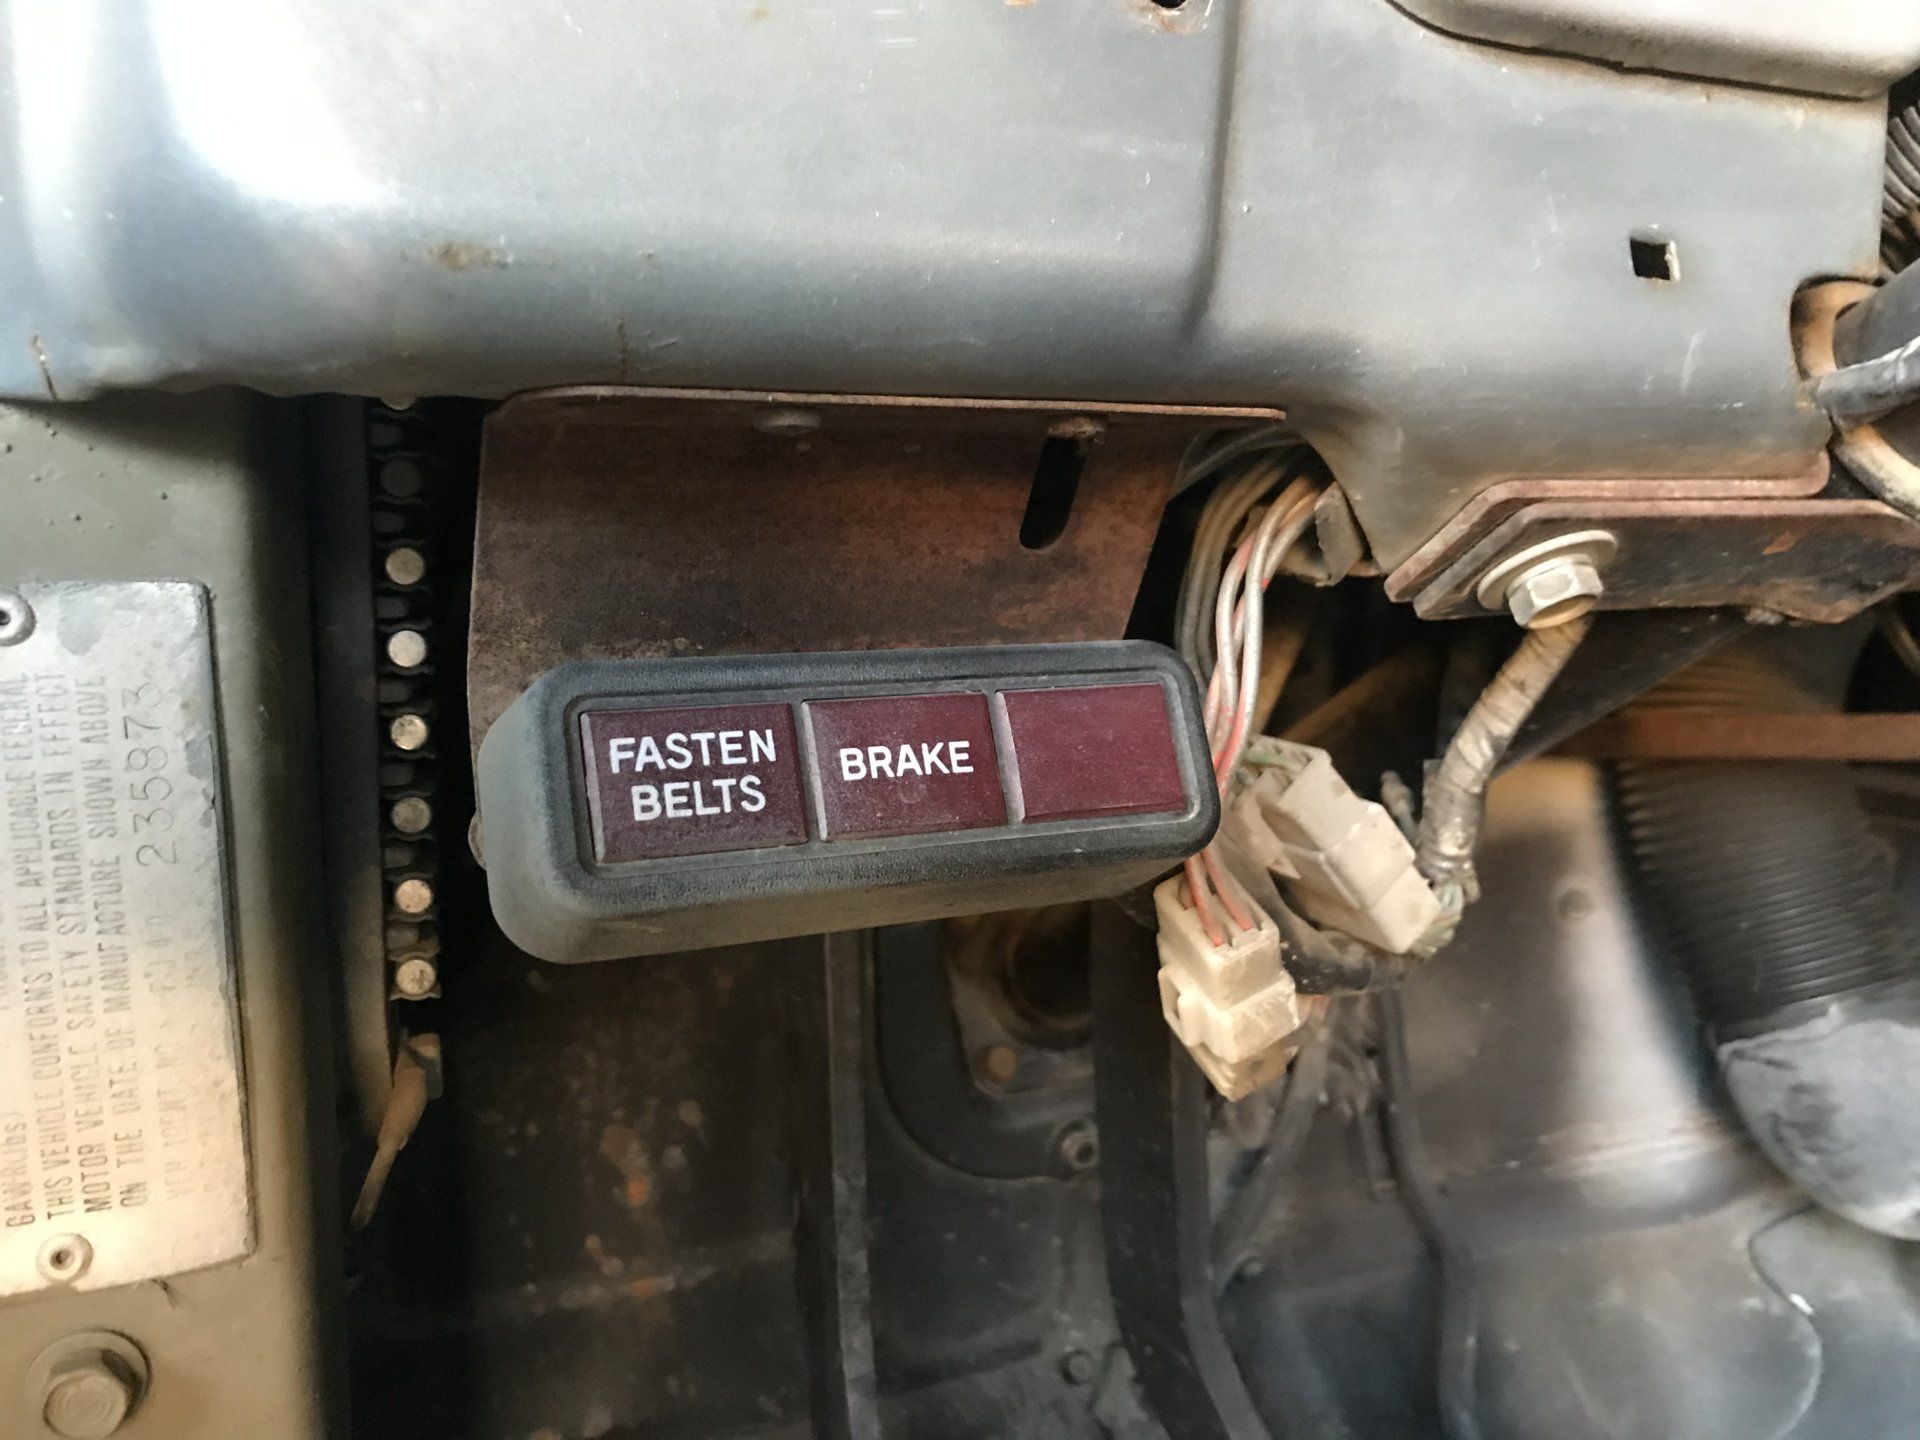 FASTEN
BELTS
BRAKE
GAWR(lbs)
THIS VEHICLE CONFORMS TO ALL APPLICABLE FEDERAL
MOTOR VEHICLE SAFETY STANDARDS IN EFFECT
ON THE DATE OF MANUFACTURE SHOWN ABOVE
235873